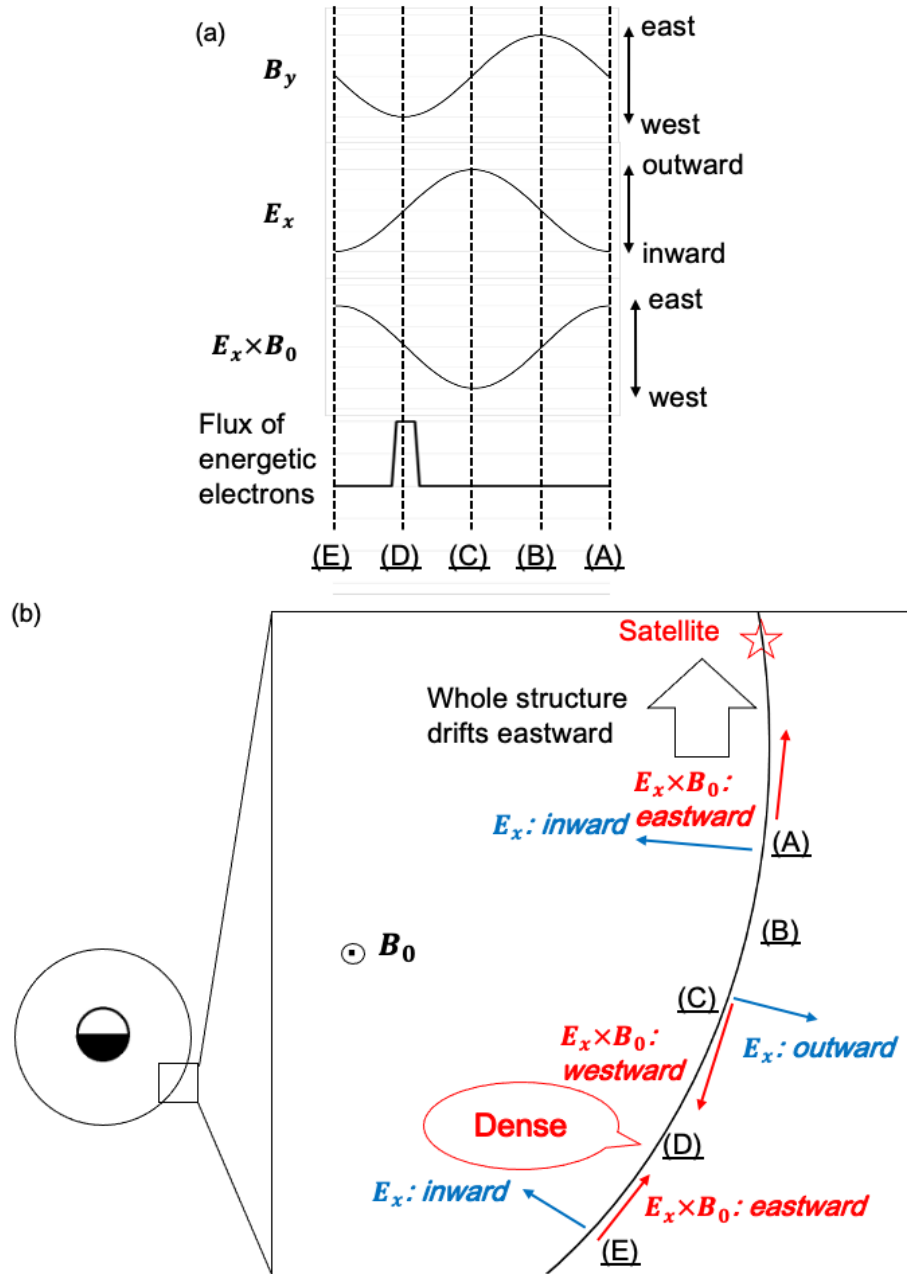 (a)
east
B_y
west
outward
E_x
inward
east
E_x×B_0
west
Flux of
energetic
electrons
(E) (D) (C) (B) (A)
(b)
Satellite
Whole structure
drifts eastward
E_x×B_0:
eastward
E_x: inward
(A)
B_0
(B)
(C)
E_x×B_0:
westward
E_x: outward
Dense
(D)
E_x: inward
E_x×B_0: eastward
(E)